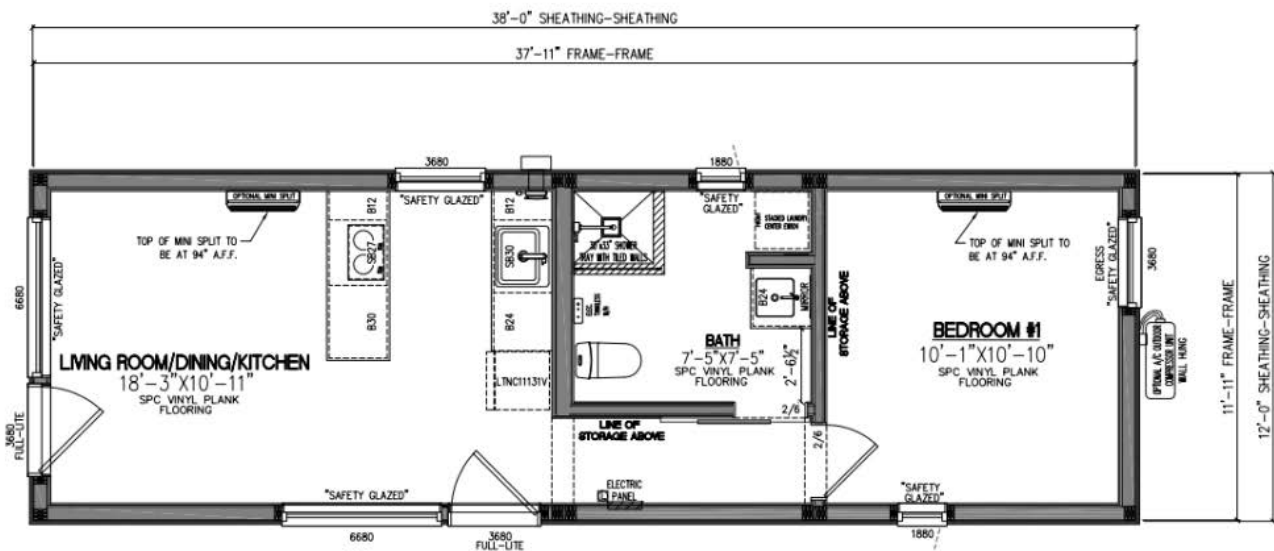 38'-0" SHEATHING-SHEATHING
37'-11" FRAME-FRAME
3680
1880
"SAFETY GLAZED"
"SAFETY
GLAZED"
OPTIONAL MINI SPLIT
OPTIONAL MINI SPLIT
TOP OF MINI SPLIT TO
BE AT 94" A.F.F.
TOP OF MINI SPLIT TO
BE AT 94" A.F.F.
B12
SB27
B30
B12
SB30
B24
LTNC11131V
SHOWER
TRAY WITH TILED WALLS
STACKED LAUNDRY
CENTER
B24
MIRROR
ELEC
TANKLESS
W/H
6680
"SAFETY GLAZED"
LIVING ROOM/DINING/KITCHEN
18'-3"X10'-11"
SPC VINYL PLANK
FLOORING
BATH
7'-5"X7'-5"
SPC VINYL PLANK
FLOORING
2'-6½"
2/6
LINE OF
STORAGE ABOVE
BEDROOM #1
10'-1"X10'-10"
SPC VINYL PLANK
FLOORING
EGRESS
"SAFETY GLAZED"
3680
OPTIONAL A/C OUTDOOR
COMPRESSOR UNIT
WALL HUNG
11'-11" FRAME-FRAME
12'-0" SHEATHING-SHEATHING
3680
FULL-LITE
LINE OF
STORAGE ABOVE
2/6
ELECTRIC
PANEL
"SAFETY GLAZED"
6680
3680
FULL-LITE
"SAFETY
GLAZED"
1880